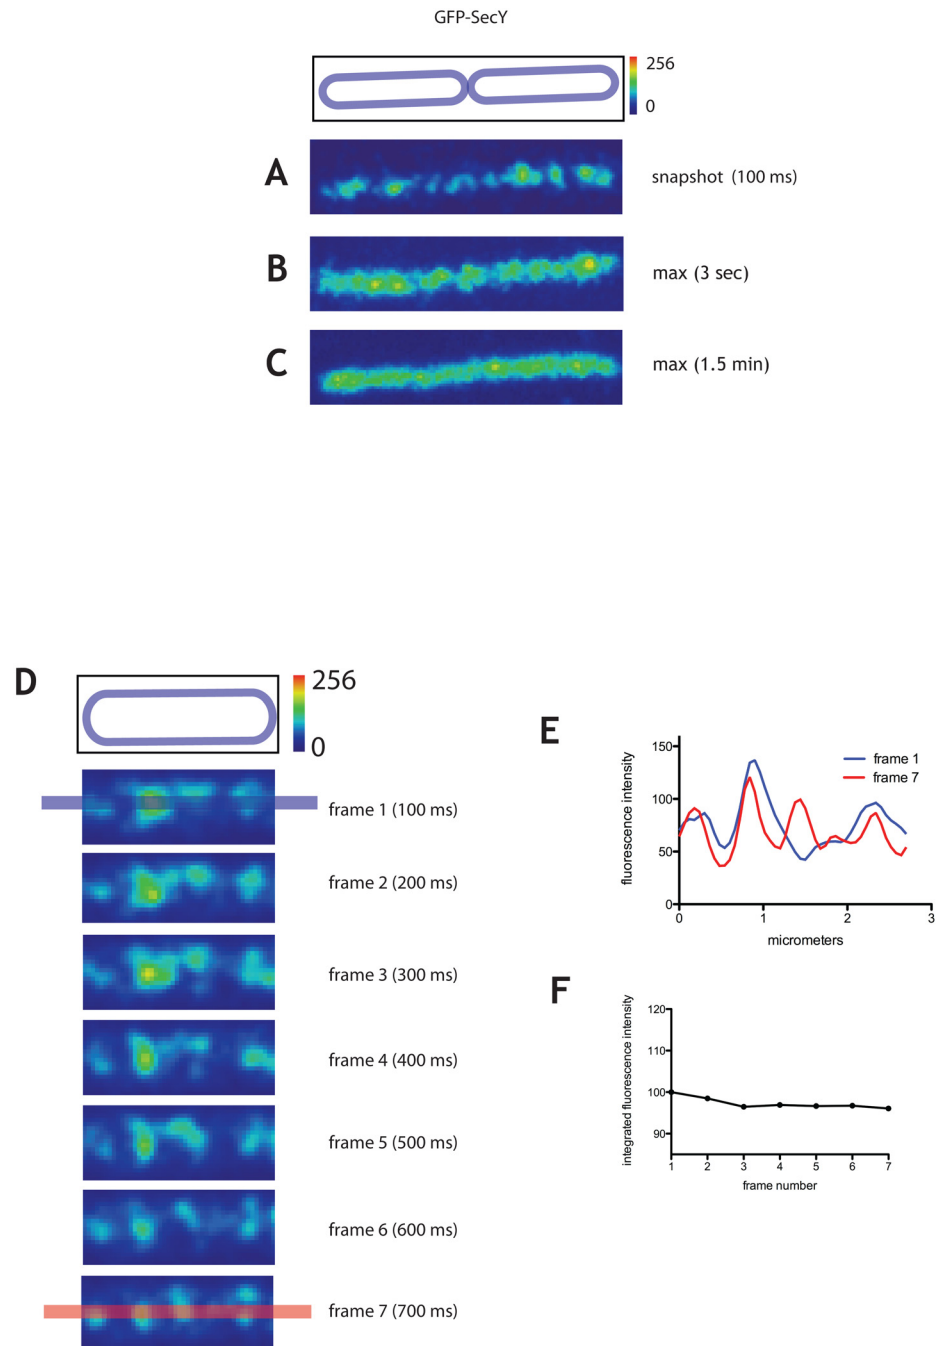 GFP-SecY
256
0
A
snapshot (100 ms)
B
max (3 sec)
C
max (1.5 min)
D
256
0
frame 1 (100 ms)
frame 2 (200 ms)
frame 3 (300 ms)
frame 4 (400 ms)
frame 5 (500 ms)
frame 6 (600 ms)
frame 7 (700 ms)
E
fluorescence intensity
150
100
50
0
0 1 2 3
micrometers
frame 1
frame 7
F
integrated fluorescence intensity
120
110
100
90
1 2 3 4 5 6 7
frame number